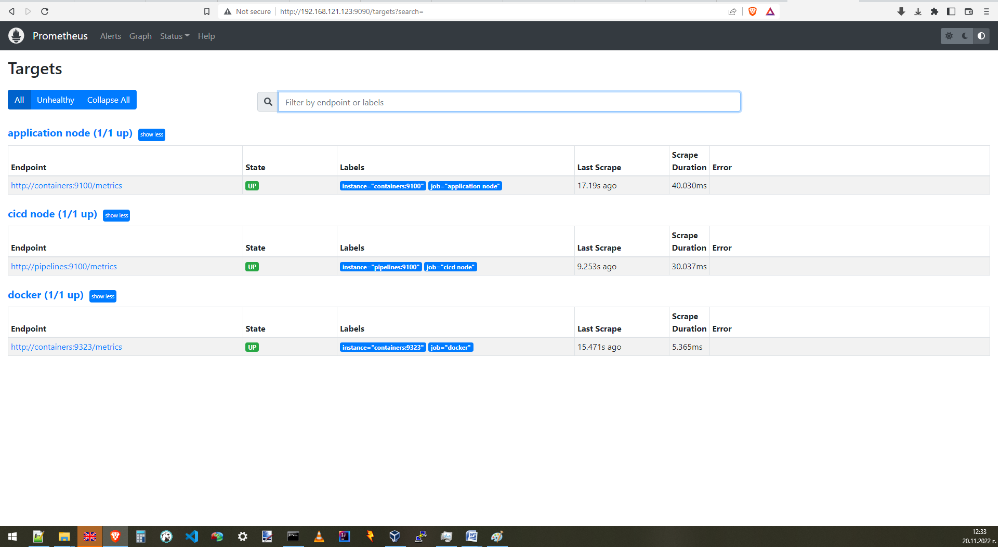 Not secure | http://192.168.121.123:9090/targets?search=
Prometheus Alerts Graph Status Help
Targets
All Unhealthy Collapse All
Filter by endpoint or labels
application node (1/1 up) show less
Endpoint State Labels Last Scrape Scrape Duration Error
http://containers:9100/metrics UP instance="containers:9100" job="application node" 17.19s ago 40.030ms
cicd node (1/1 up) show less
Endpoint State Labels Last Scrape Scrape Duration Error
http://pipelines:9100/metrics UP instance="pipelines:9100" job="cicd node" 9.253s ago 30.037ms
docker (1/1 up) show less
Endpoint State Labels Last Scrape Scrape Duration Error
http://containers:9323/metrics UP instance="containers:9323" job="docker" 15.471s ago 5.365ms
12:33
20.11.2022 г.